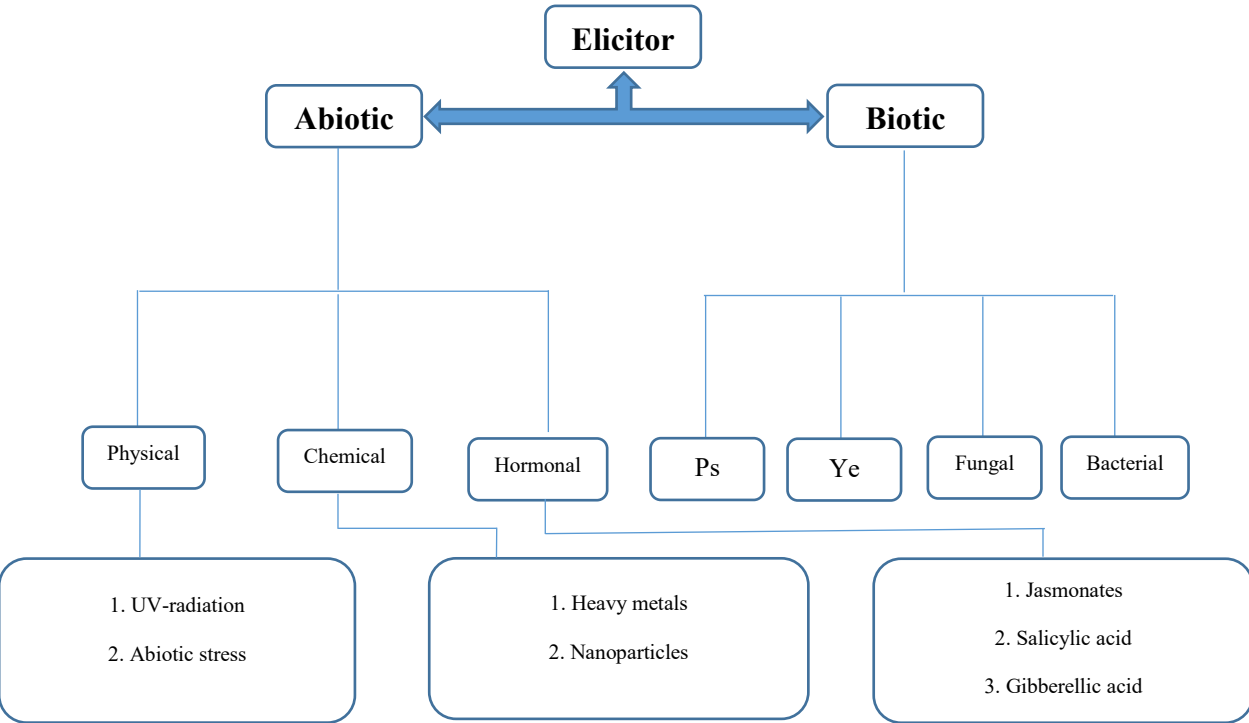 Elicitor
Abiotic
Biotic
Physical
Chemical
Hormonal
Ps
Ye
Fungal
Bacterial
1. UV-radiation
2. Abiotic stress
1. Heavy metals
2. Nanoparticles
1. Jasmonates
2. Salicylic acid
3. Gibberellic acid